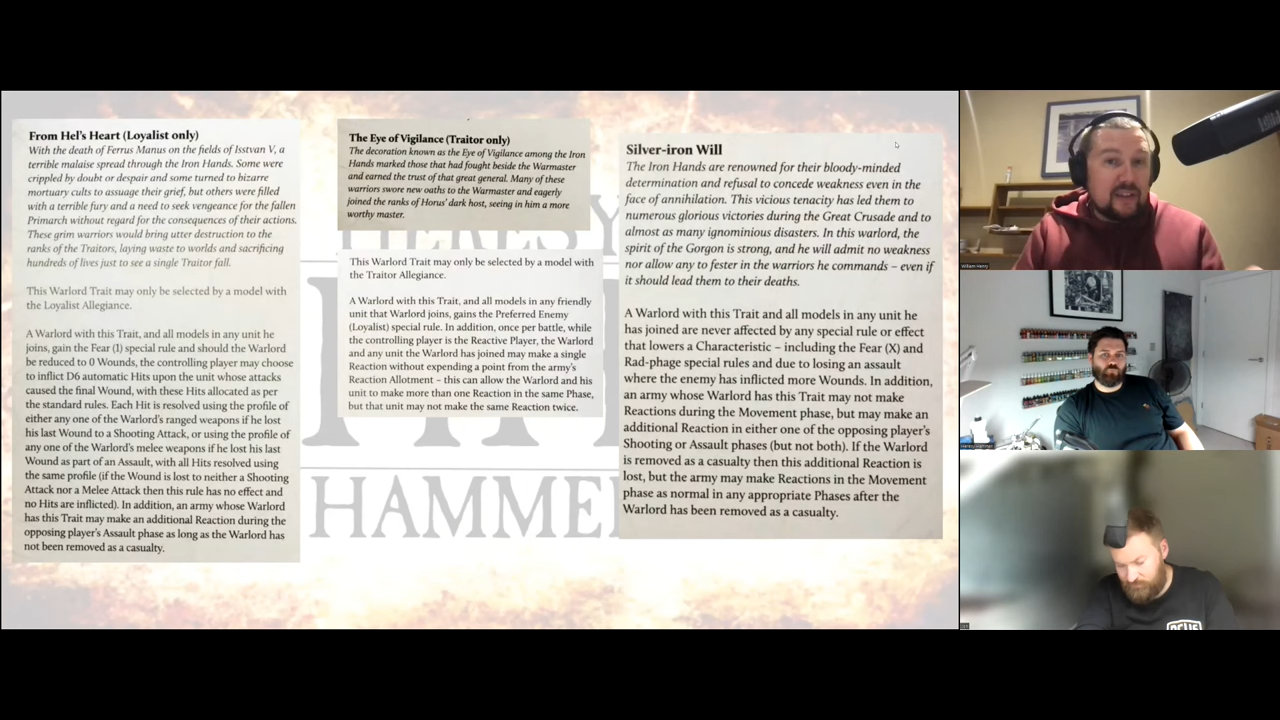 From Hel's Heart (Loyalist only)
With the death of Ferrus Manus on the fields of Isstvan V, a
terrible malaise spread through the Iron Hands. Some were
crippled by doubt or despair and some turned to bizarre
mortuary cults to assuage their grief, but others were filled
with a terrible fury and a need to seek vengeance for the fallen
Primarch without regard for the consequences of their actions.
These grim warriors would bring utter destruction to the
ranks of the Traitors, laying waste to worlds and sacrificing
hundreds of lives just to see a single Traitor fall.
This Warlord Trait may only be selected by a model with
the Loyalist Allegiance.
A Warlord with this Trait, and all models in any unit he
joins, gain the Fear (1) special rule and should the Warlord
be reduced to 0 Wounds, the controlling player may choose
to inflict D6 automatic Hits upon the unit whose attacks
caused the final Wound, with these Hits allocated as per
the standard rules. Each Hit is resolved using the profile of
either any one of the Warlord's ranged weapons if he lost
his last Wound to a Shooting Attack, or using the profile of
any one of the Warlord's melee weapons if he lost his last
Wound as part of an Assault, with all Hits resolved using
the same profile (if the Wound is lost to neither a Shooting
Attack nor a Melee Attack then this rule has no effect and
no Hits are inflicted). In addition, an army whose Warlord
has this Trait may make an additional Reaction during the
opposing player's Assault phase as long as the Warlord has
not been removed as a casualty.
The Eye of Vigilance (Traitor only)
The decoration known as the Eye of Vigilance among the Iron
Hands marked those that had fought beside the Warmaster
and earned the trust of that great general. Many of these
warriors swore new oaths to the Warmaster and eagerly
joined the ranks of Horus' dark host, seeing in him a more
worthy master.
This Warlord Trait may only be selected by a model with
the Traitor Allegiance.
A Warlord with this Trait, and all models in any friendly
unit that Warlord joins, gains the Preferred Enemy
(Loyalist) special rule. In addition, once per battle, while
the controlling player is the Reactive Player, the Warlord
and any unit the Warlord has joined may make a single
Reaction without expending a point from the army's
Reaction Allotment – this can allow the Warlord and his
unit to make more than one Reaction in the same Phase,
but that unit may not make the same Reaction twice.
Silver-iron Will
The Iron Hands are renowned for their bloody-minded
determination and refusal to concede weakness even in the
face of annihilation. This vicious tenacity has led them to
numerous glorious victories during the Great Crusade and to
almost as many ignominious disasters. In this warlord, the
spirit of the Gorgon is strong, and he will admit no weakness
nor allow any to fester in the warriors he commands – even if
it should lead them to their deaths.
A Warlord with this Trait and all models in any unit he
has joined are never affected by any special rule or effect
that lowers a Characteristic – including the Fear (X) and
Rad-phage special rules and due to losing an assault
where the enemy has inflicted more Wounds. In addition,
an army whose Warlord has this Trait may not make
Reactions during the Movement phase, but may make an
additional Reaction in either one of the opposing player's
Shooting or Assault phases (but not both). If the Warlord
is removed as a casualty then this additional Reaction is
lost, but the army may make Reactions in the Movement
phase as normal in any appropriate Phases after the
Warlord has been removed as a casualty.
HERESY
HAMMER
William Henry